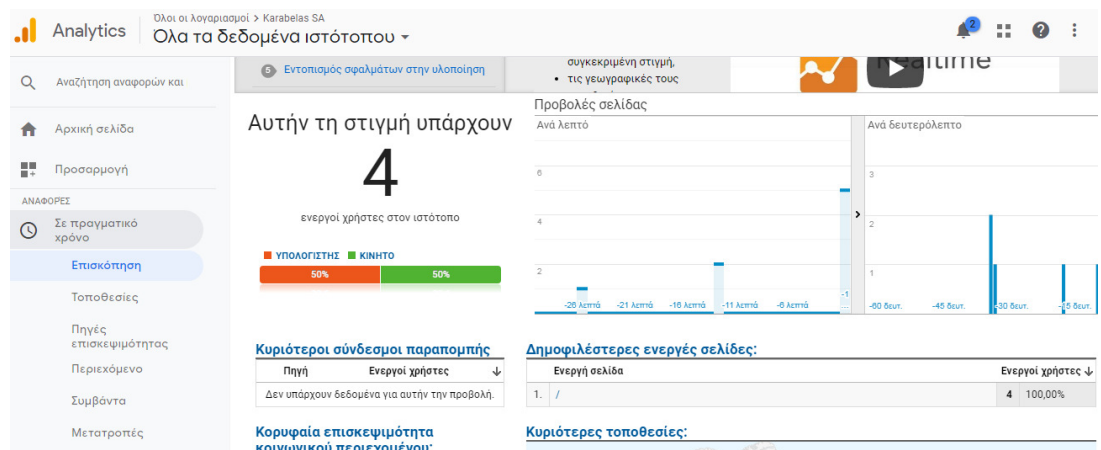 Analytics
Όλοι οι λογαριασμοί > Karabelas SA
Όλα τα δεδομένα ιστότοπου
2
Αναζήτηση αναφορών και
Αρχική σελίδα
Προσαρμογή
ΑΝΑΦΟΡΕΣ
Σε πραγματικό
χρόνο
Επισκόπηση
Τοποθεσίες
Πηγές
επισκεψιμότητας
Περιεχόμενο
Συμβάντα
Μετατροπές
5 Εντοπισμός σφαλμάτων στην υλοποίηση
συγκεκριμένη στιγμή,
• τις γεωγραφικές τους
Realtime
Αυτήν τη στιγμή υπάρχουν
4
ενεργοί χρήστες στον ιστότοπο
ΥΠΟΛΟΓΙΣΤΗΣ ΚΙΝΗΤΟ
50% 50%
Προβολές σελίδας
Ανά λεπτό
6
4
2
-26 λεπτά -21 λεπτά -16 λεπτά -11 λεπτά -6 λεπτά -1
Ανά δευτερόλεπτο
3
2
1
-60 δευτ. -45 δευτ. -30 δευτ. -15 δευτ.
Κυριότεροι σύνδεσμοι παραπομπής
Πηγή Ενεργοί χρήστες
Δεν υπάρχουν δεδομένα για αυτήν την προβολή.
Δημοφιλέστερες ενεργές σελίδες:
Ενεργή σελίδα Ενεργοί χρήστες
1. / 4 100,00%
Κορυφαία επισκεψιμότητα
κοινωνικού περιεχομένου:
Κυριότερες τοποθεσίες: